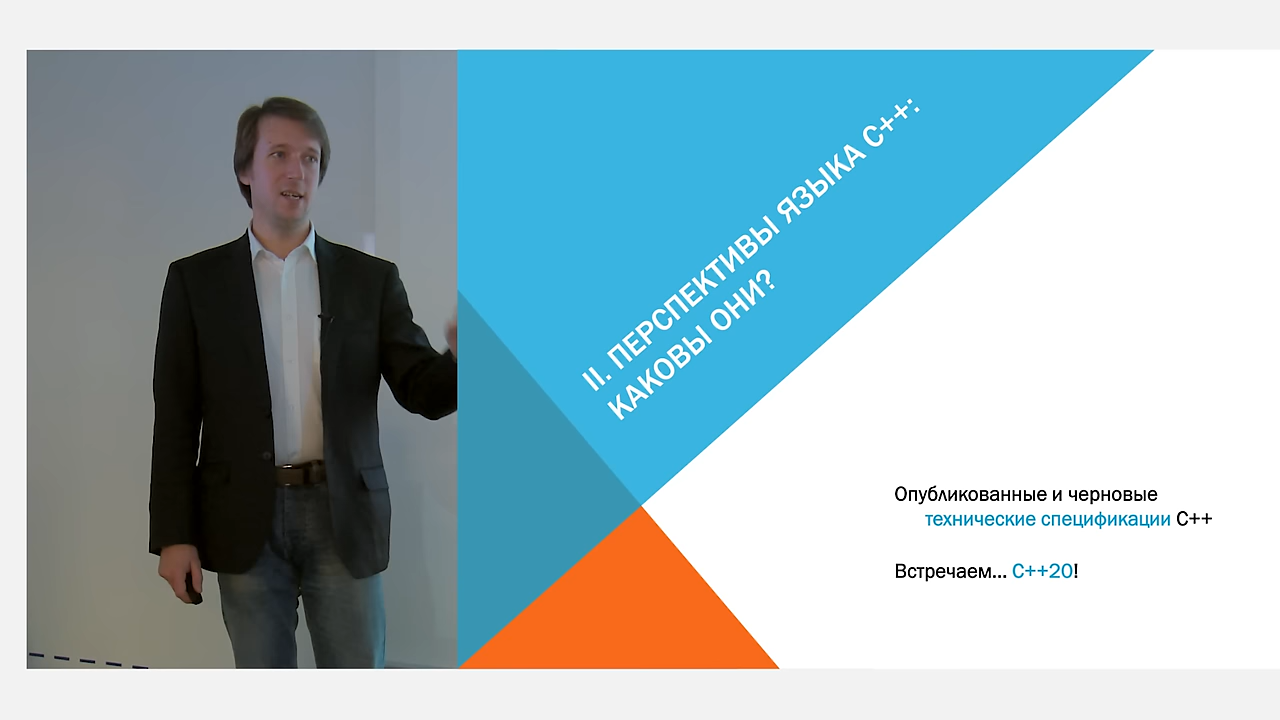 II. ПЕРСПЕКТИВЫ ЯЗЫКА C++:
КАКОВЫ ОНИ?
Опубликованные и черновые
технические спецификации C++
Встречаем... C++20!